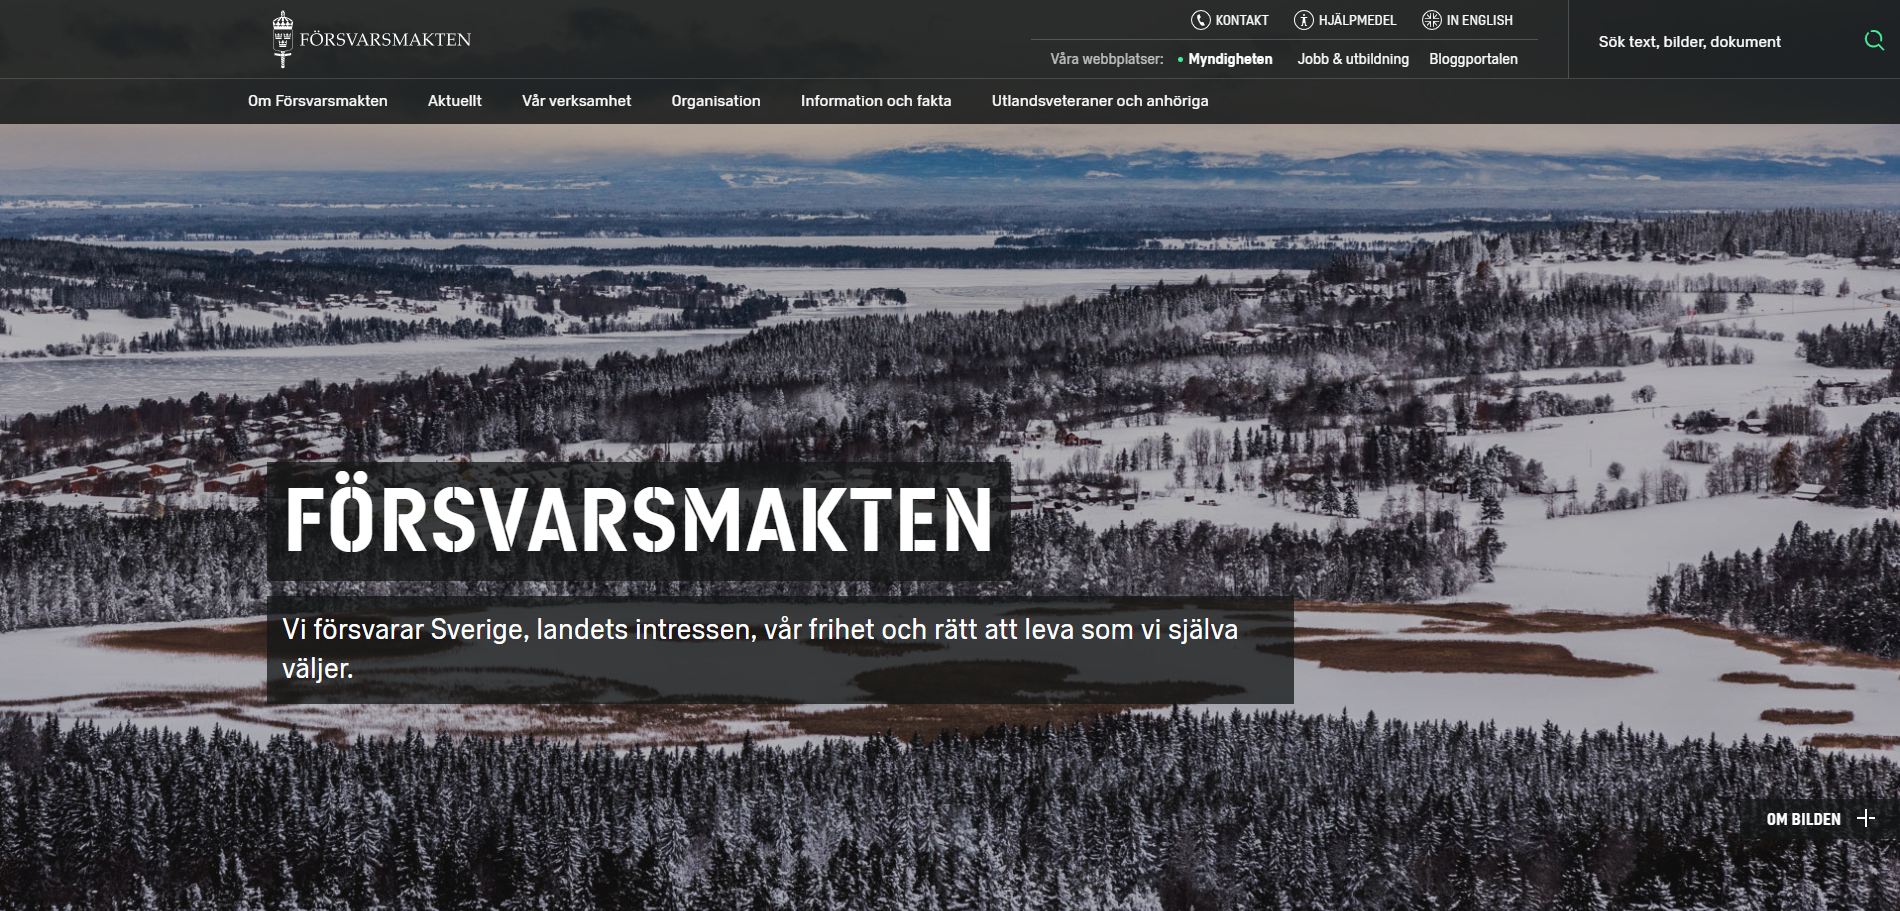 FÖRSVARSMAKTEN
KONTAKT
HJÄLPMEDEL
IN ENGLISH
Våra webbplatser:
Myndigheten
Jobb & utbildning
Bloggportalen
Sök text, bilder, dokument
Om Försvarsmakten
Aktuellt
Vår verksamhet
Organisation
Information och fakta
Utlandsveteraner och anhöriga
FÖRSVARSMAKTEN
Vi försvarar Sverige, landets intressen, vår frihet och rätt att leva som vi själva
väljer.
OM BILDEN